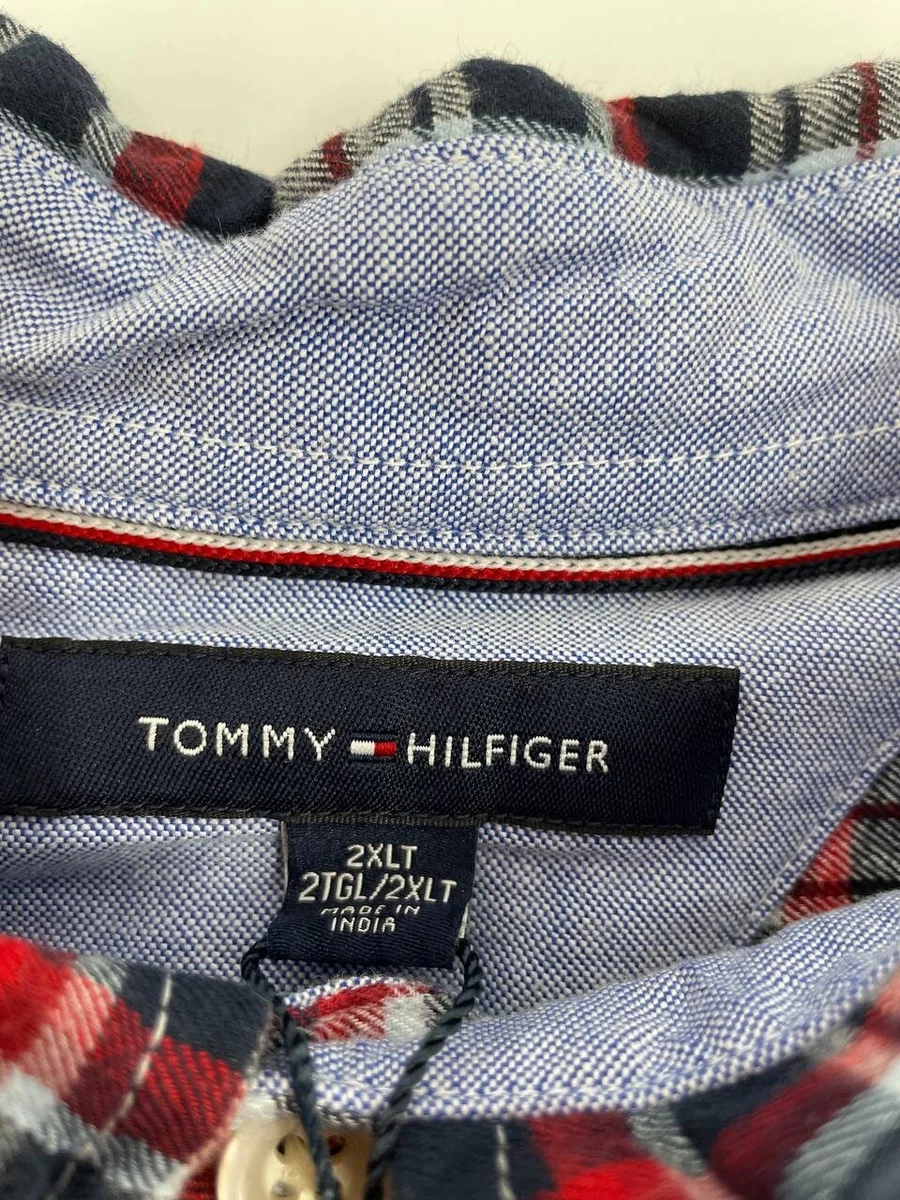 TOMMY HILFIGER
2XLT
2TGL/2XLT
MADE IN
INDIA